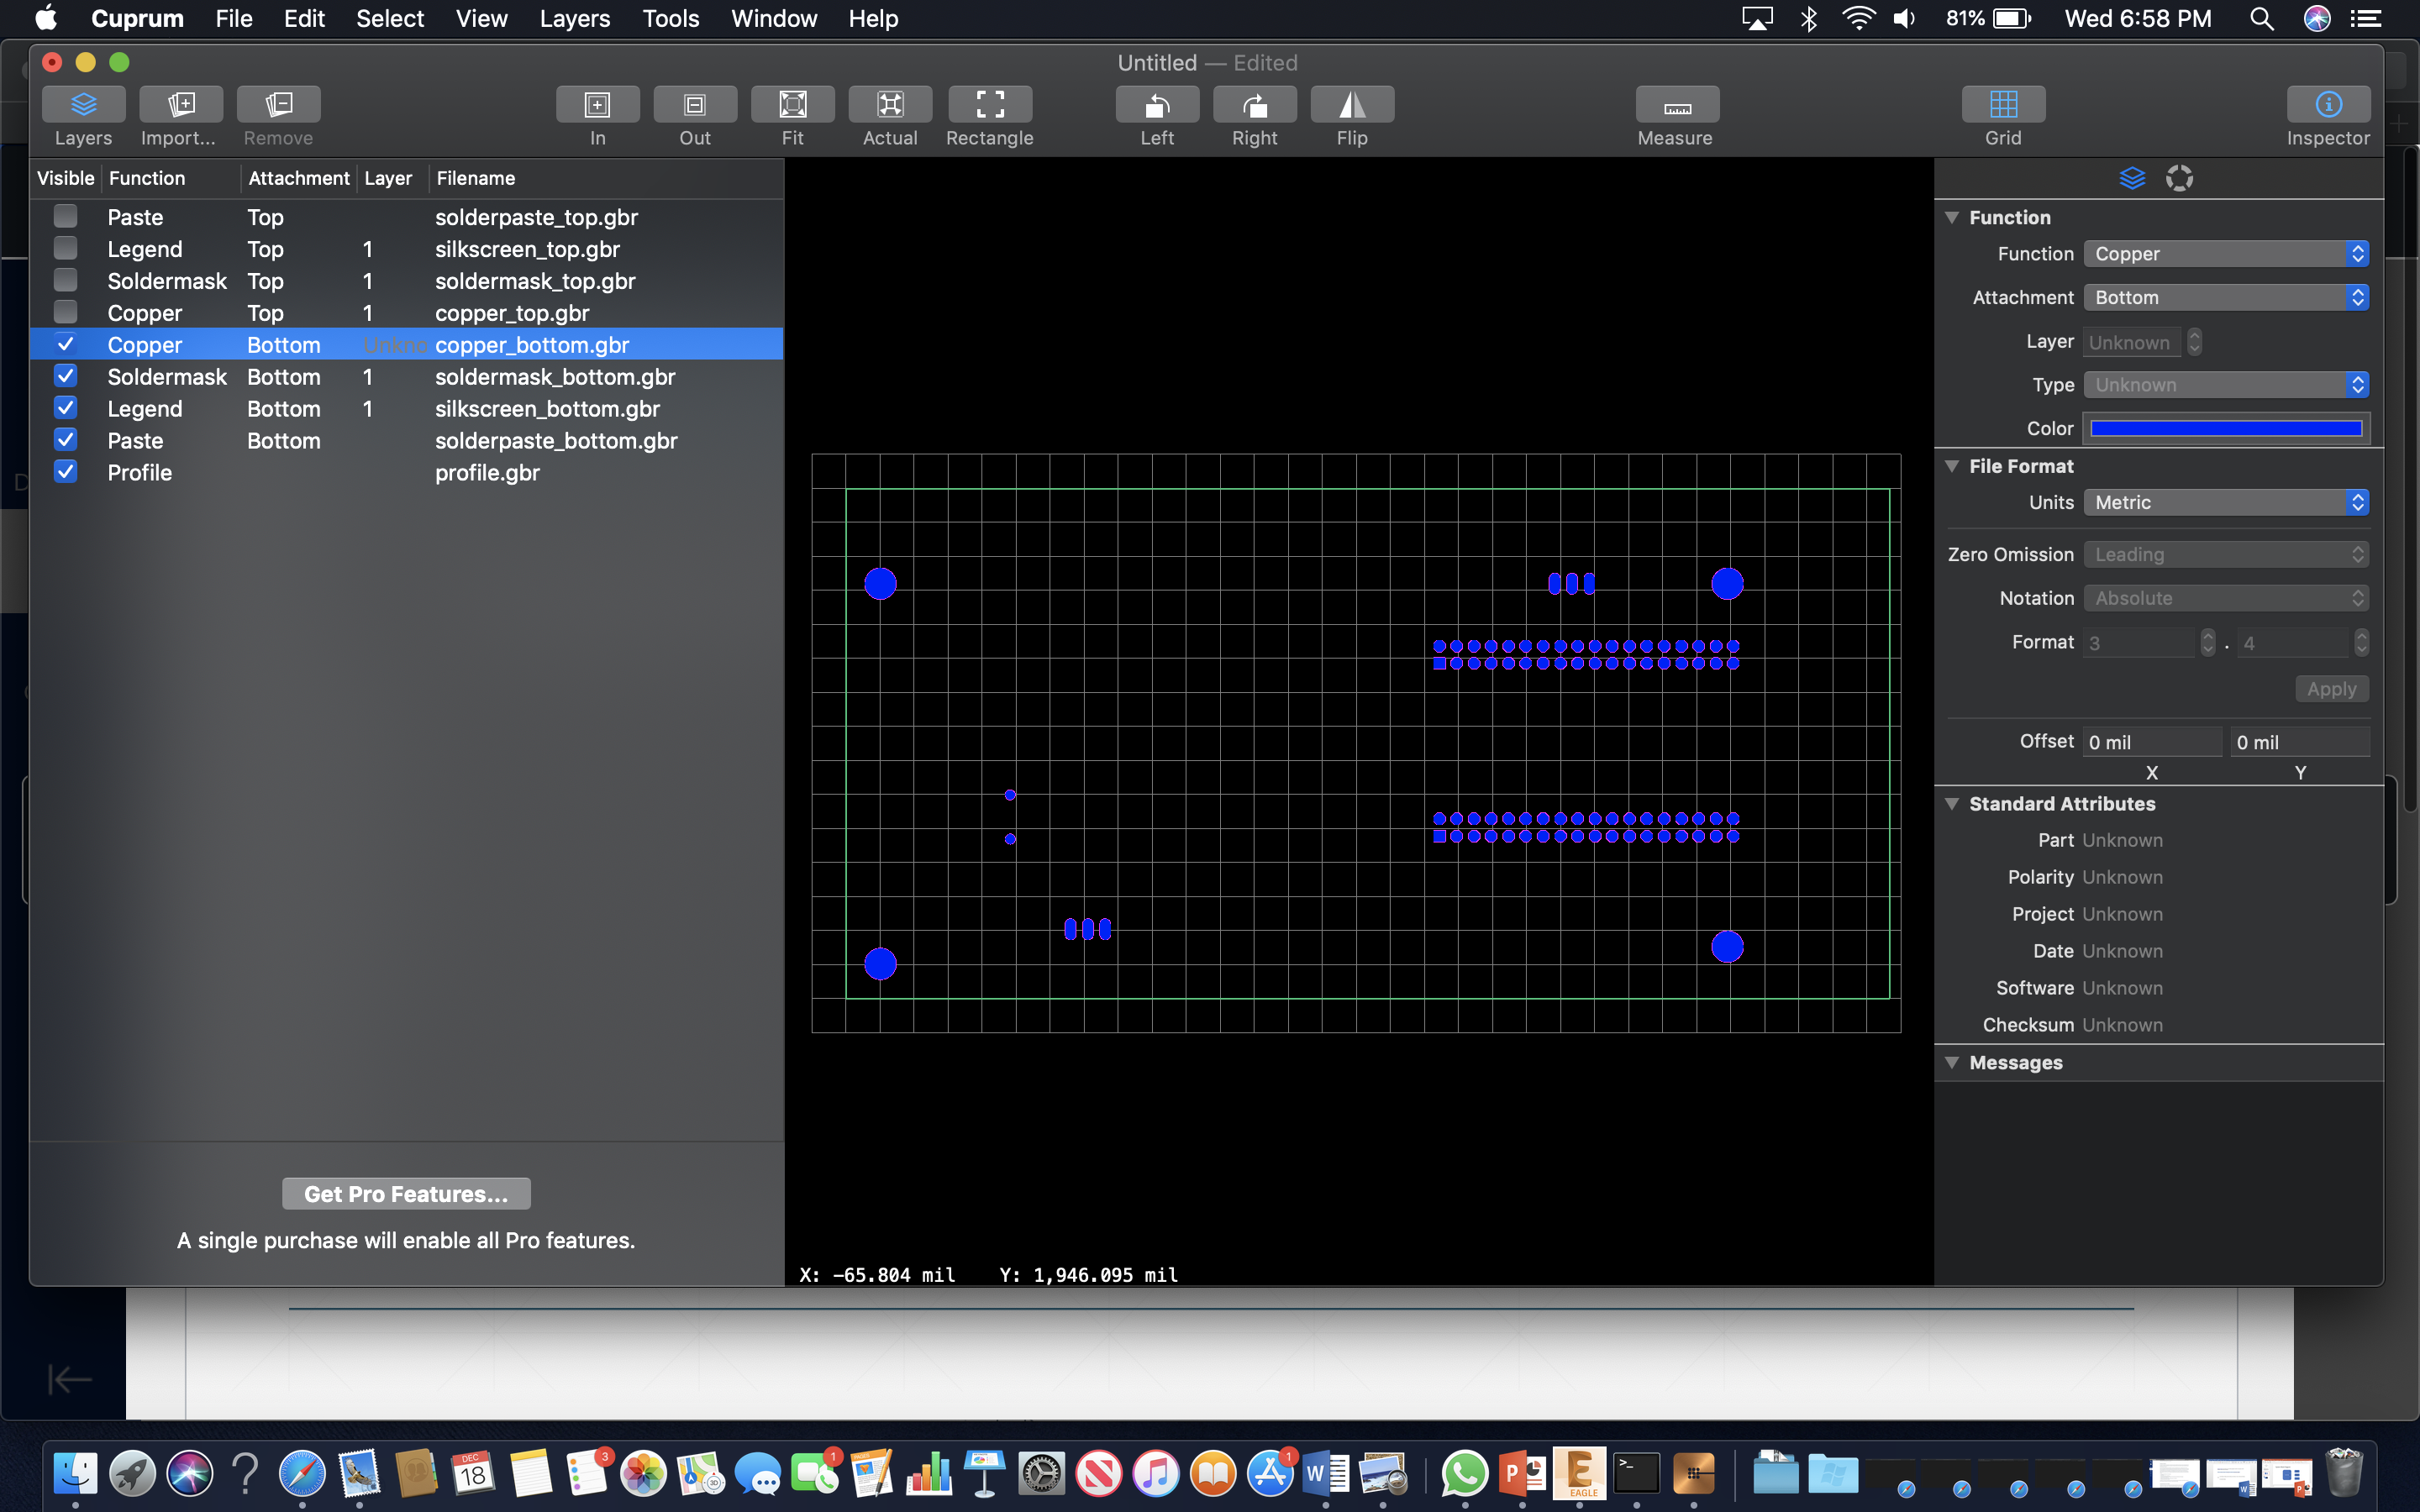 Cuprum File Edit Select View Layers Tools Window Help 81% Wed 6:58 PM
Untitled — Edited
Layers Import... Remove In Out Fit Actual Rectangle Left Right Flip Measure Grid Inspector
Visible Function Attachment Layer Filename
Paste Top solderpaste_top.gbr
Legend Top 1 silkscreen_top.gbr
Soldermask Top 1 soldermask_top.gbr
Copper Top 1 copper_top.gbr
Copper Bottom Unkno copper_bottom.gbr
Soldermask Bottom 1 soldermask_bottom.gbr
Legend Bottom 1 silkscreen_bottom.gbr
Paste Bottom solderpaste_bottom.gbr
Profile profile.gbr
Get Pro Features...
A single purchase will enable all Pro features.
X: -65.804 mil Y: 1,946.095 mil
Function
Function Copper
Attachment Bottom
Layer Unknown
Type Unknown
Color
File Format
Units Metric
Zero Omission Leading
Notation Absolute
Format 3 . 4
Apply
Offset 0 mil 0 mil
X Y
Standard Attributes
Part Unknown
Polarity Unknown
Project Unknown
Date Unknown
Software Unknown
Checksum Unknown
Messages
DEC
18
3
3D
1
1
W
P
EAGLE